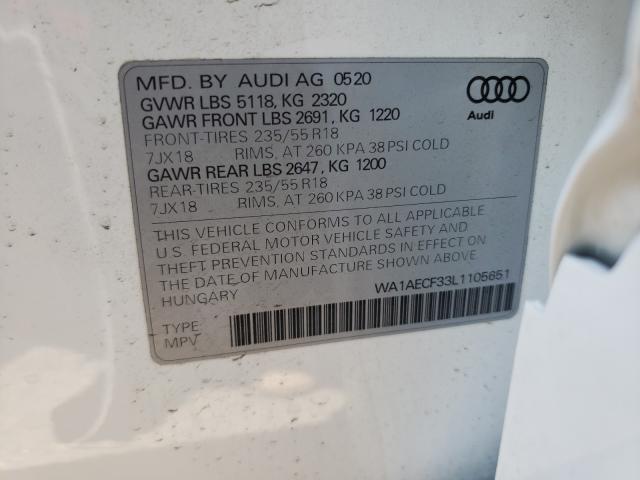 MFD. BY AUDI AG 0520
GVWR LBS 5118, KG 2320
GAWR FRONT LBS 2691, KG 1220
FRONT-TIRES 235/55 R18
7JX18 RIMS, AT 260 KPA 38 PSI COLD
GAWR REAR LBS 2647, KG 1200
REAR-TIRES 235/55 R18
7JX18 RIMS, AT 260 KPA 38 PSI COLD
Audi
THIS VEHICLE CONFORMS TO ALL APPLICABLE
U.S. FEDERAL MOTOR VEHICLE SAFETY AND
THEFT PREVENTION STANDARDS IN EFFECT ON
THE DATE OF MANUFACTURE SHOWN ABOVE.
HUNGARY
WA1AECF33L1105651
TYPE:
MPV